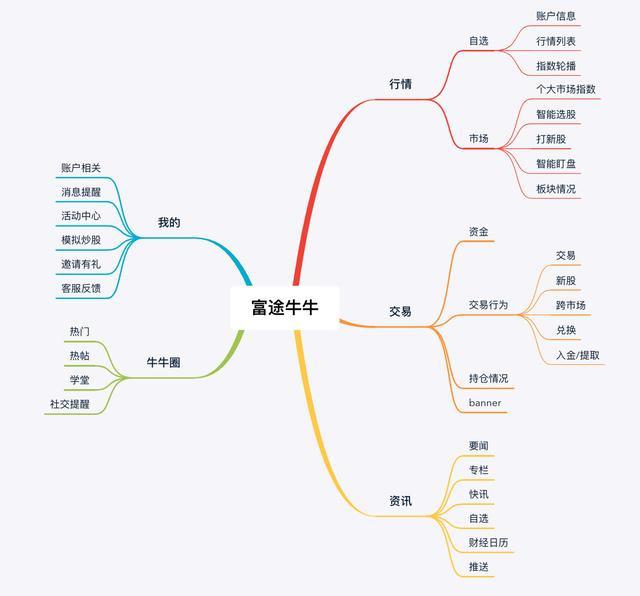 富途牛牛
行情
自选
账户信息
行情列表
指数轮播
市场
个大市场指数
智能选股
打新股
智能盯盘
板块情况
交易
资金
交易行为
交易
新股
跨市场
兑换
入金/提取
持仓情况
banner
资讯
要闻
专栏
快讯
自选
财经日历
推送
我的
账户相关
消息提醒
活动中心
模拟炒股
邀请有礼
客服反馈
牛牛圈
热门
热帖
学堂
社交提醒